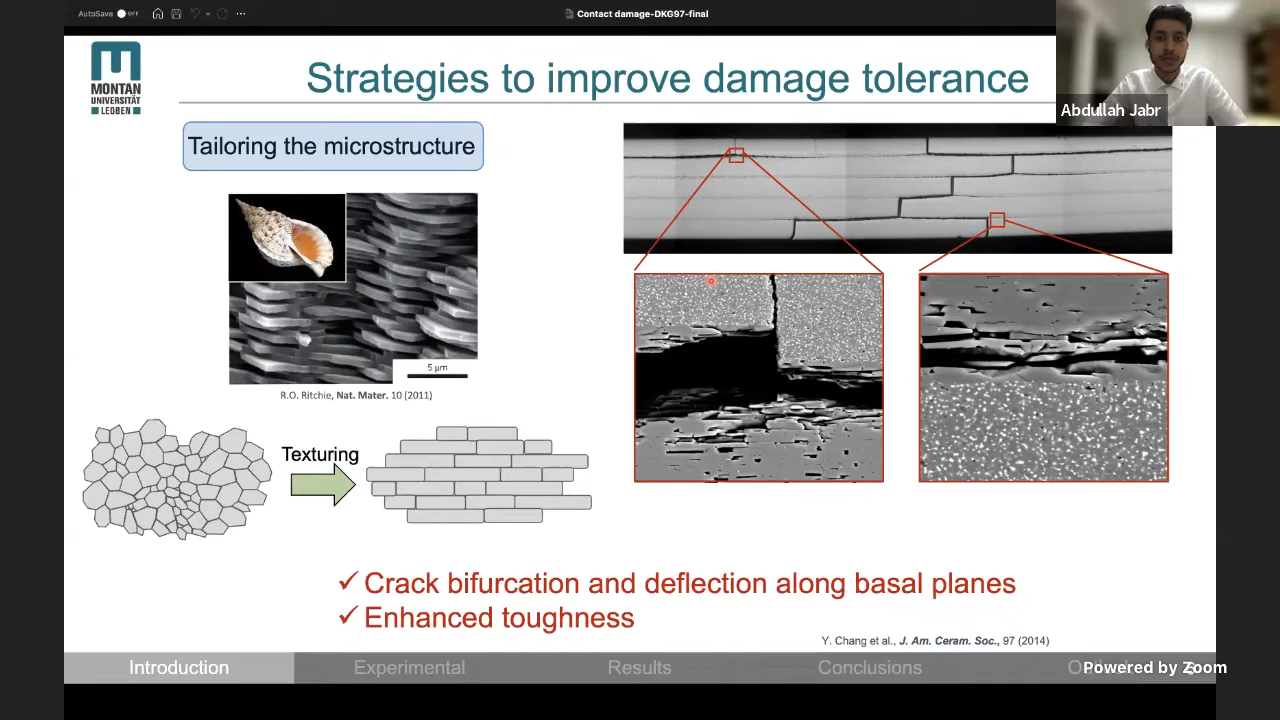 AutoSave OFF
Contact damage-DKG97-final
MONTAN
UNIVERSITÄT
LEOBEN
Strategies to improve damage tolerance
Abdullah Jabr
Tailoring the microstructure
5 µm
R.O. Ritchie, Nat. Mater. 10 (2011)
Texturing
✓ Crack bifurcation and deflection along basal planes
✓ Enhanced toughness
Y. Chang et al., J. Am. Ceram. Soc., 97 (2014)
Introduction Experimental Results Conclusions
Powered by Zoom